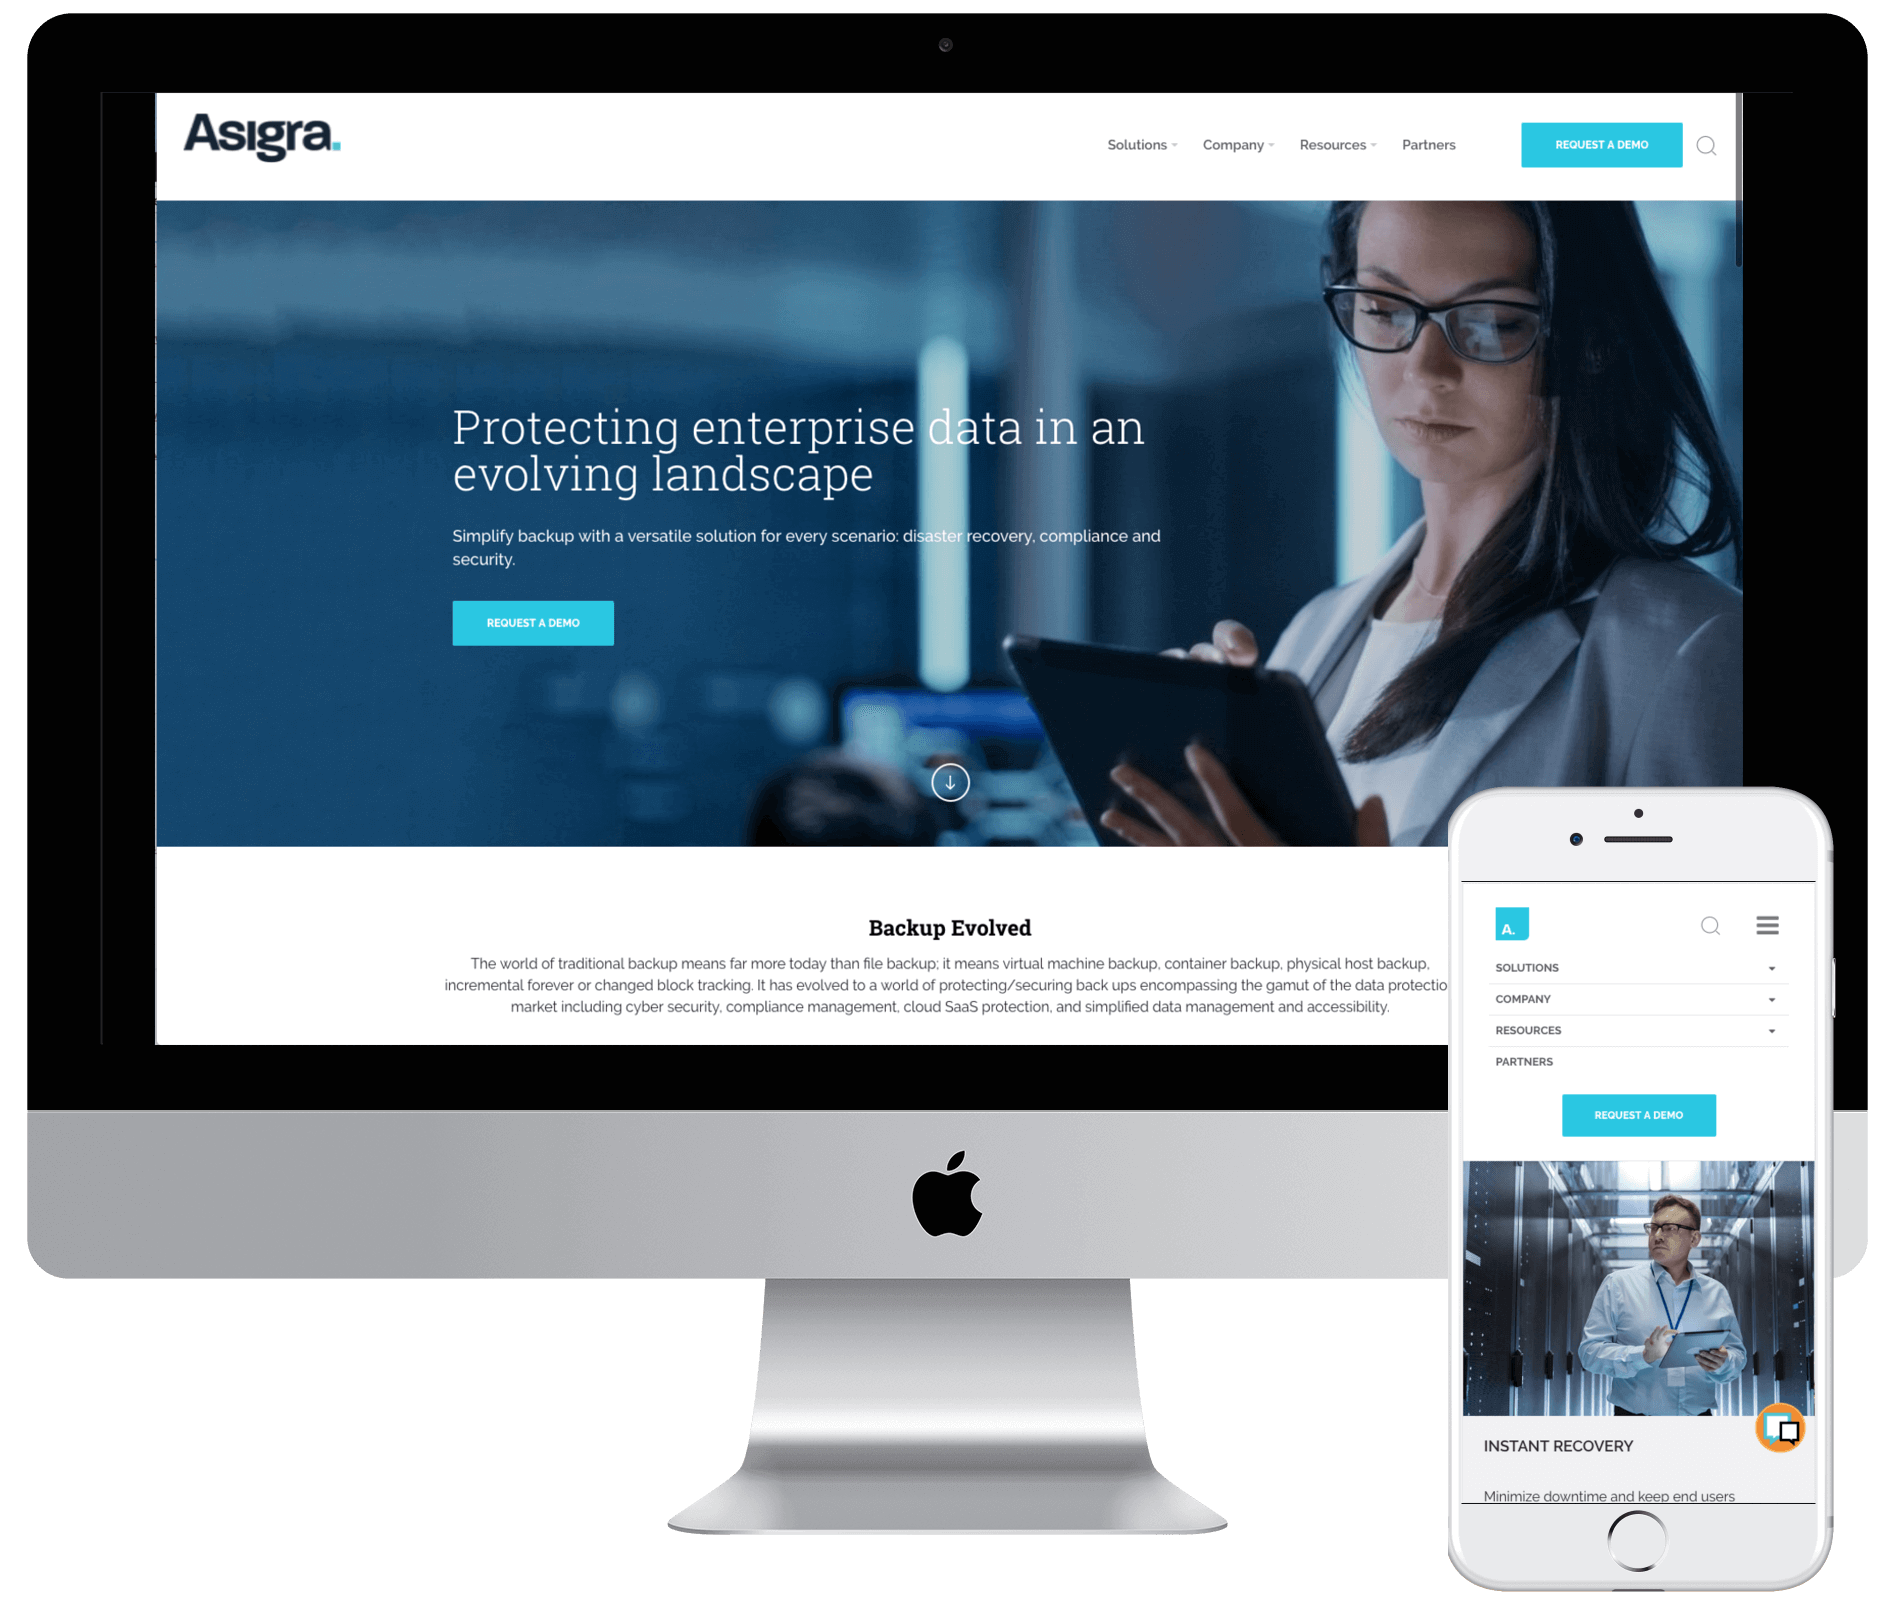 Asigra.
Solutions
Company
Resources
Partners
REQUEST A DEMO
Protecting enterprise data in an
evolving landscape
Simplify backup with a versatile solution for every scenario: disaster recovery, compliance and
security.
REQUEST A DEMO
Backup Evolved
The world of traditional backup means far more today than file backup; it means virtual machine backup, container backup, physical host backup,
incremental forever or changed block tracking. It has evolved to a world of protecting/securing back ups encompassing the gamut of the data protectio
market including cyber security, compliance management, cloud SaaS protection, and simplified data management and accessibility.
A.
SOLUTIONS
COMPANY
RESOURCES
PARTNERS
REQUEST A DEMO
INSTANT RECOVERY
Minimize downtime and keep end users